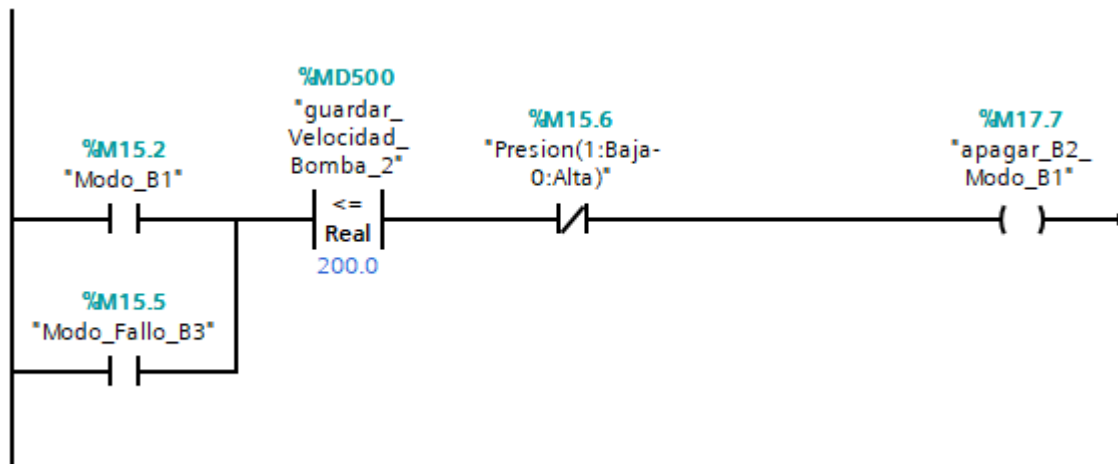 %M15.2
"Modo_B1"
%MD500
"guardar_
Velocidad_
Bomba_2"
<=
Real
200.0
%M15.6
"Presion(1:Baja-
0:Alta)"
%M17.7
"apagar_B2_
Modo_B1"
%M15.5
"Modo_Fallo_B3"